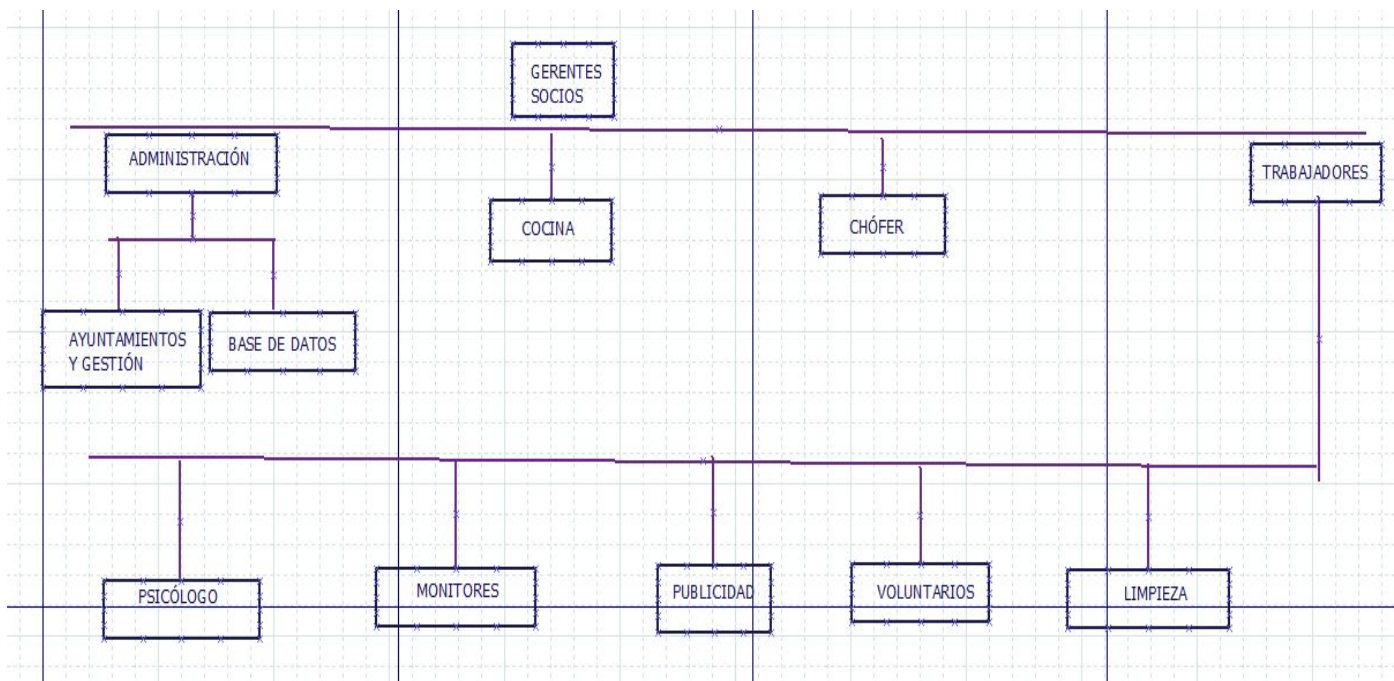 GERENTES
SOCIOS
ADMINISTRACIÓN
TRABAJADORES
COCINA
CHÓFER
AYUNTAMIENTOS
Y GESTIÓN
BASE DE DATOS
PSICÓLOGO
MONITORES
PUBLICIDAD
VOLUNTARIOS
LIMPIEZA